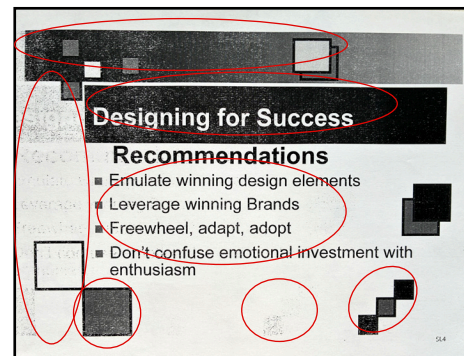 Designing for Success
Recommendations
Emulate winning design elements
Leverage winning Brands
Freewheel, adapt, adopt
Don't confuse emotional investment with
enthusiasm
SL4